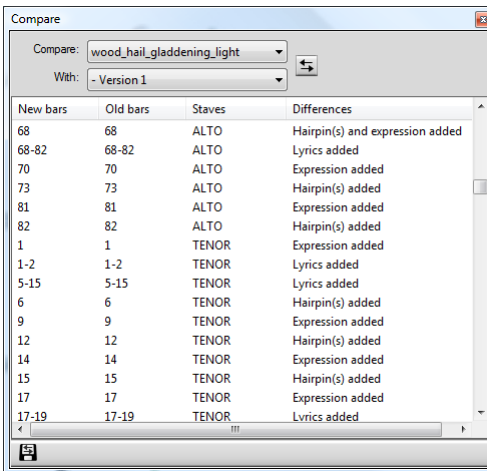 Compare
Compare: wood_hail_gladdening_light
With: - Version 1
New bars Old bars Staves Differences
68 68 ALTO Hairpin(s) and expression added
68-82 68-82 ALTO Lyrics added
70 70 ALTO Expression added
73 73 ALTO Hairpin(s) added
81 81 ALTO Expression added
82 82 ALTO Hairpin(s) added
1 1 TENOR Expression added
1-2 1-2 TENOR Lyrics added
5-15 5-15 TENOR Lyrics added
6 6 TENOR Hairpin(s) added
9 9 TENOR Expression added
12 12 TENOR Hairpin(s) added
14 14 TENOR Expression added
15 15 TENOR Hairpin(s) added
17 17 TENOR Expression added
17-19 17-19 TENOR Lyrics added